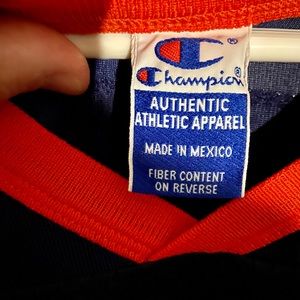 Champion®
AUTHENTIC
ATHLETIC APPAREL
MADE IN MEXICO
FIBER CONTENT
ON REVERSE